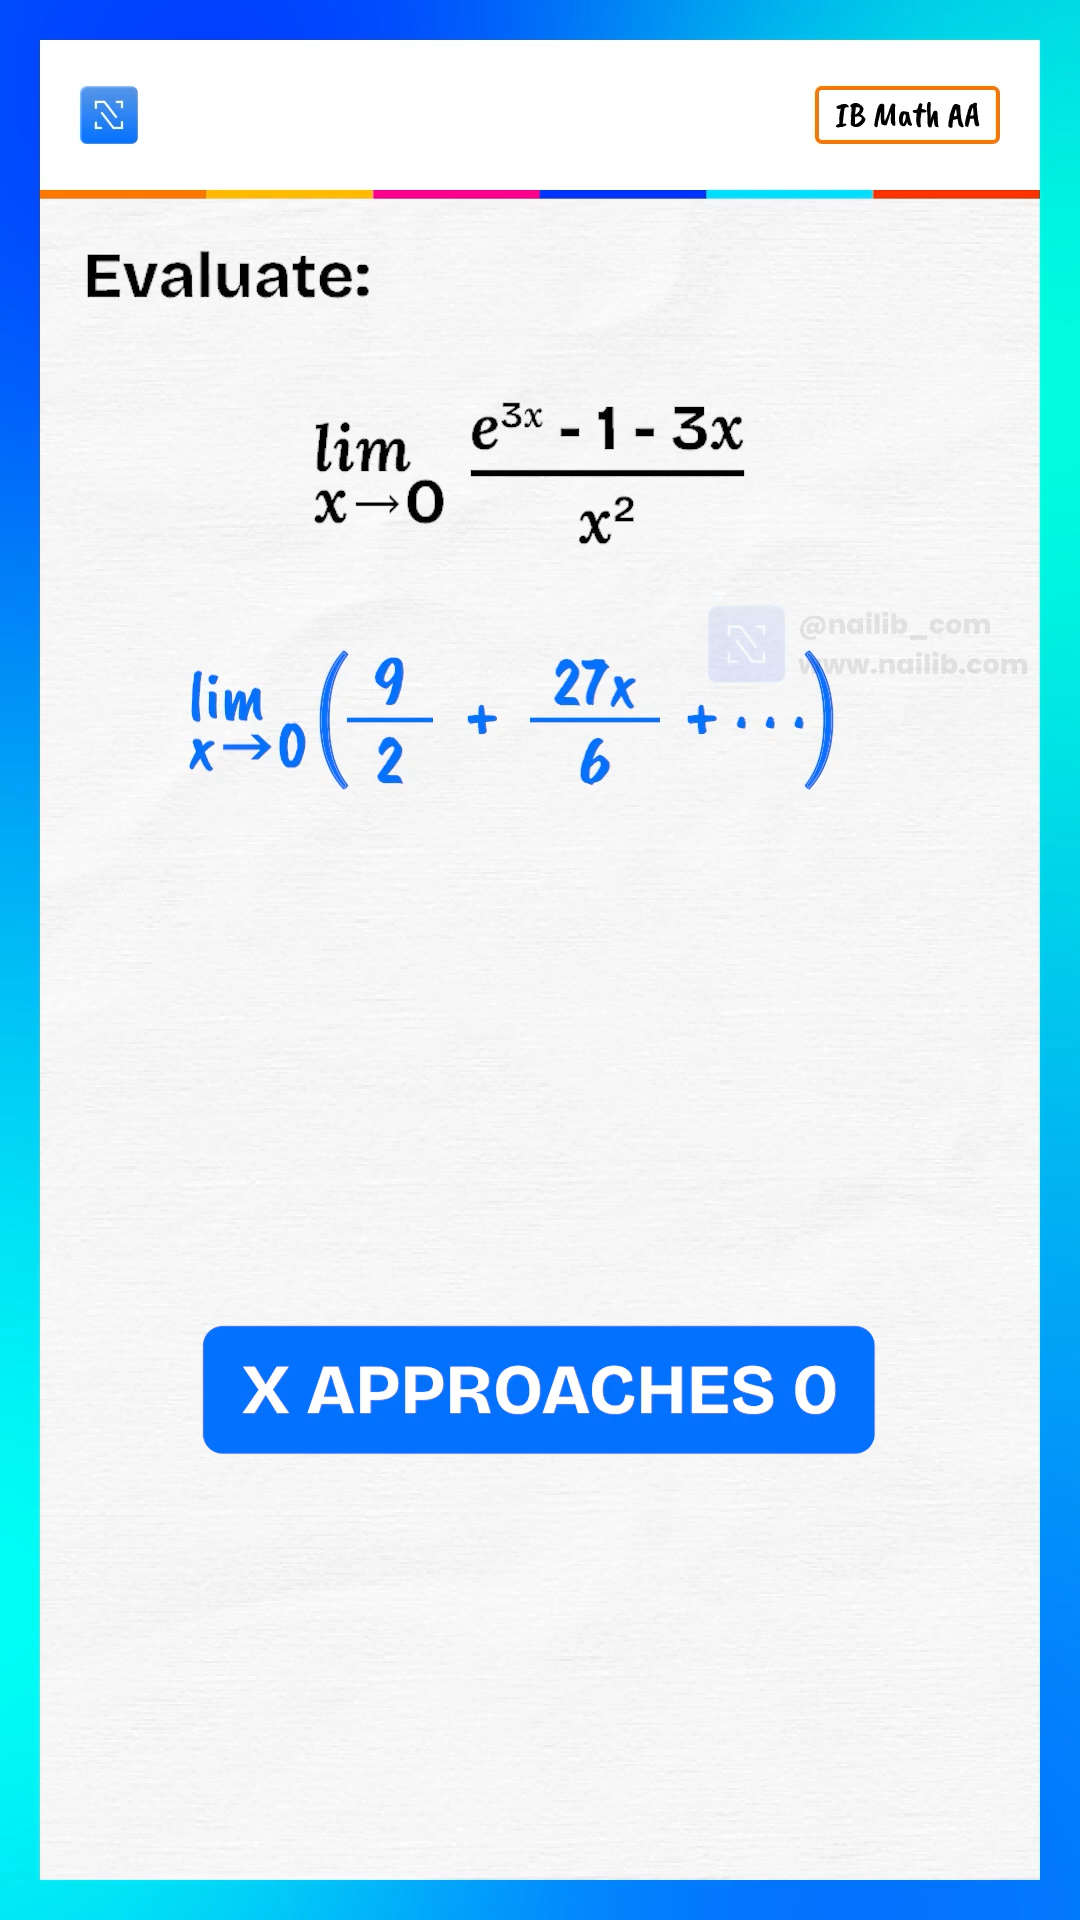 IB Math AA
Evaluate:
lim x→0 (e^{3x} - 1 - 3x) / x^2
@nailib_com
www.nailib.com
lim x→0 ( 9/2 + 27x/6 + ··· )
X APPROACHES 0